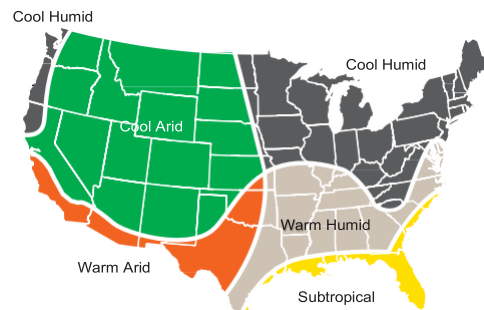 Cool Humid
Cool Humid
Cool Arid
Warm Humid
Warm Arid
Subtropical